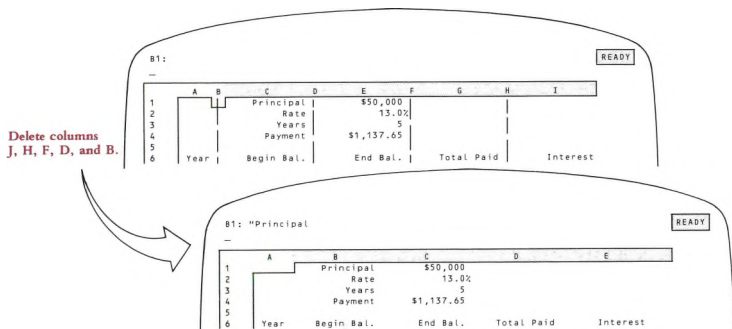 B1:
READY
A B C D E F G H I
1 Principal | $50,000
2 Rate | 13.0%
3 Years | 5
4 Payment | $1,137.65
5
6 Year | Begin Bal. | End Bal. | Total Paid | Interest
Delete columns
J, H, F, D, and B.
B1: "Principal
READY
A B C D E
1 Principal $50,000
2 Rate 13.0%
3 Years 5
4 Payment $1,137.65
5
6 Year Begin Bal. End Bal. Total Paid Interest